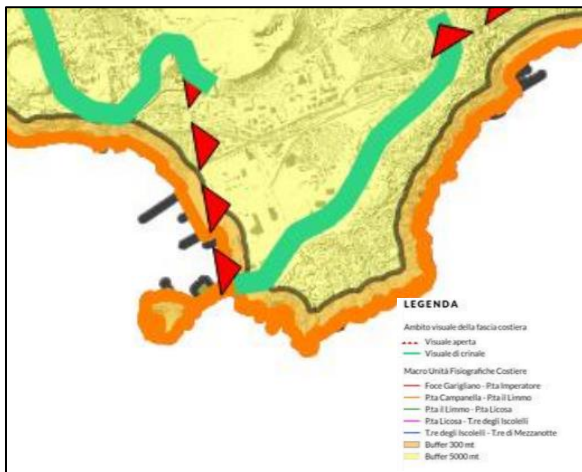 LEGENDA
Ambito visuale della fascia costiera
Visuale aperta
Visuale di crinale
Macro Unità Fisiografiche Costiere
Foce Garigliano - P.ta Imperatore
P.ta Campanella - P.ta il Limmo
P.ta il Limmo - P.ta Licosa
P.ta Licosa - T.re degli Iscolelli
T.re degli Iscolelli - T.re di Mezzanotte
Buffer 300 mt
Buffer 5000 mt